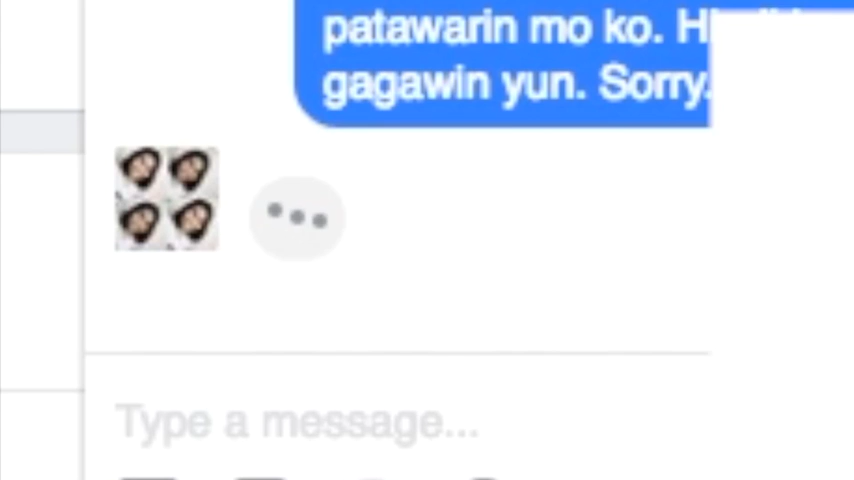 patawarin mo ko.
gagawin yun. Sorry.
Type a message...